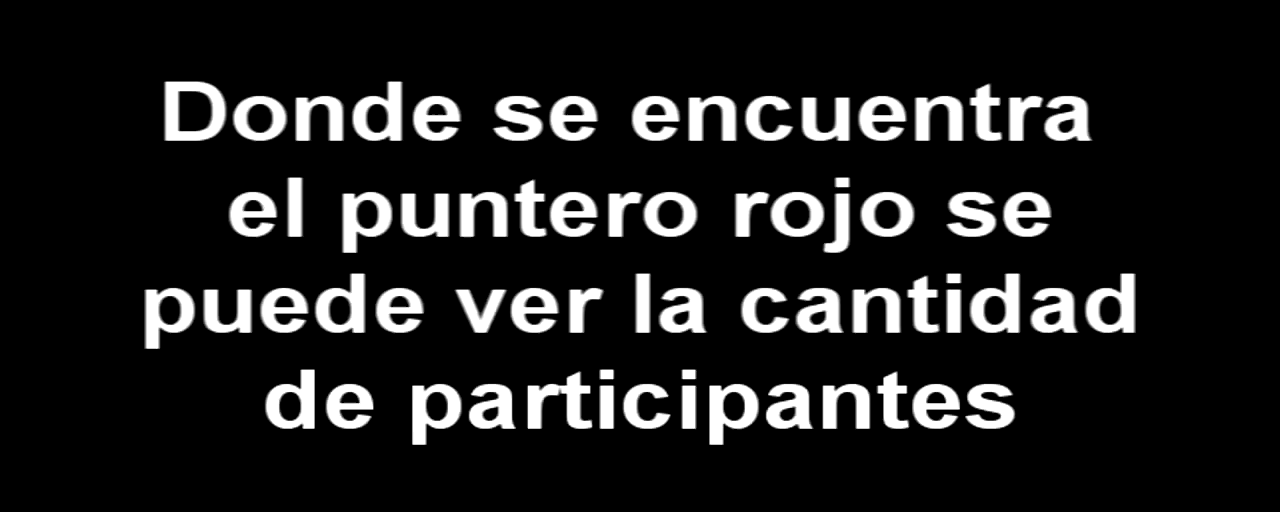 Donde se encuentra
el puntero rojo se
puede ver la cantidad
de participantes